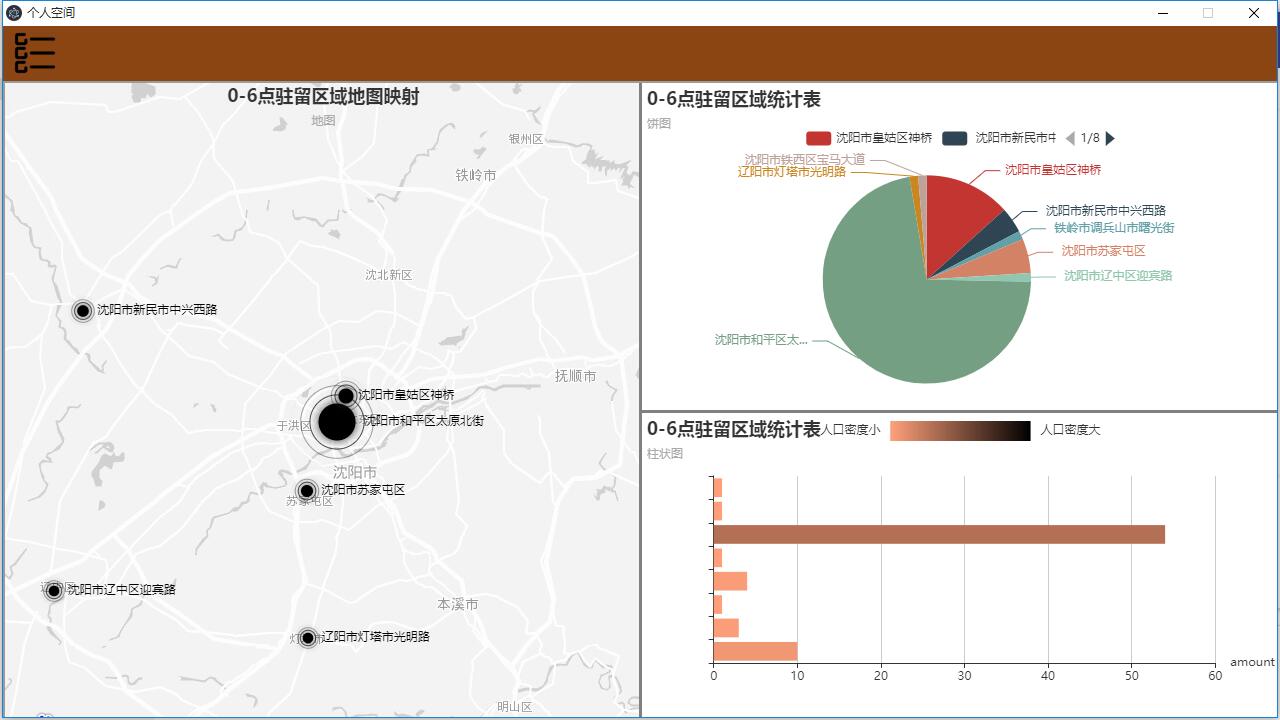 个人空间
0-6点驻留区域地图映射
地图
银州区
铁岭市
沈北新区
沈阳市新民市中兴西路
抚顺市
沈阳市皇姑区神桥
于洪区
沈阳市和平区太原北街
沈阳市
沈阳市苏家屯区
苏家屯区
沈阳市辽中区迎宾路
本溪市
辽阳市灯塔市光明路
明山区
0-6点驻留区域统计表
饼图
沈阳市皇姑区神桥
沈阳市新民市中
1/8
沈阳市铁西区宝马大道
辽阳市灯塔市光明路
沈阳市皇姑区神桥
沈阳市新民市中兴西路
铁岭市调兵山市曙光街
沈阳市苏家屯区
沈阳市辽中区迎宾路
沈阳市和平区太...
0-6点驻留区域统计表
人口密度小
人口密度大
柱状图
amount
0 10 20 30 40 50 60